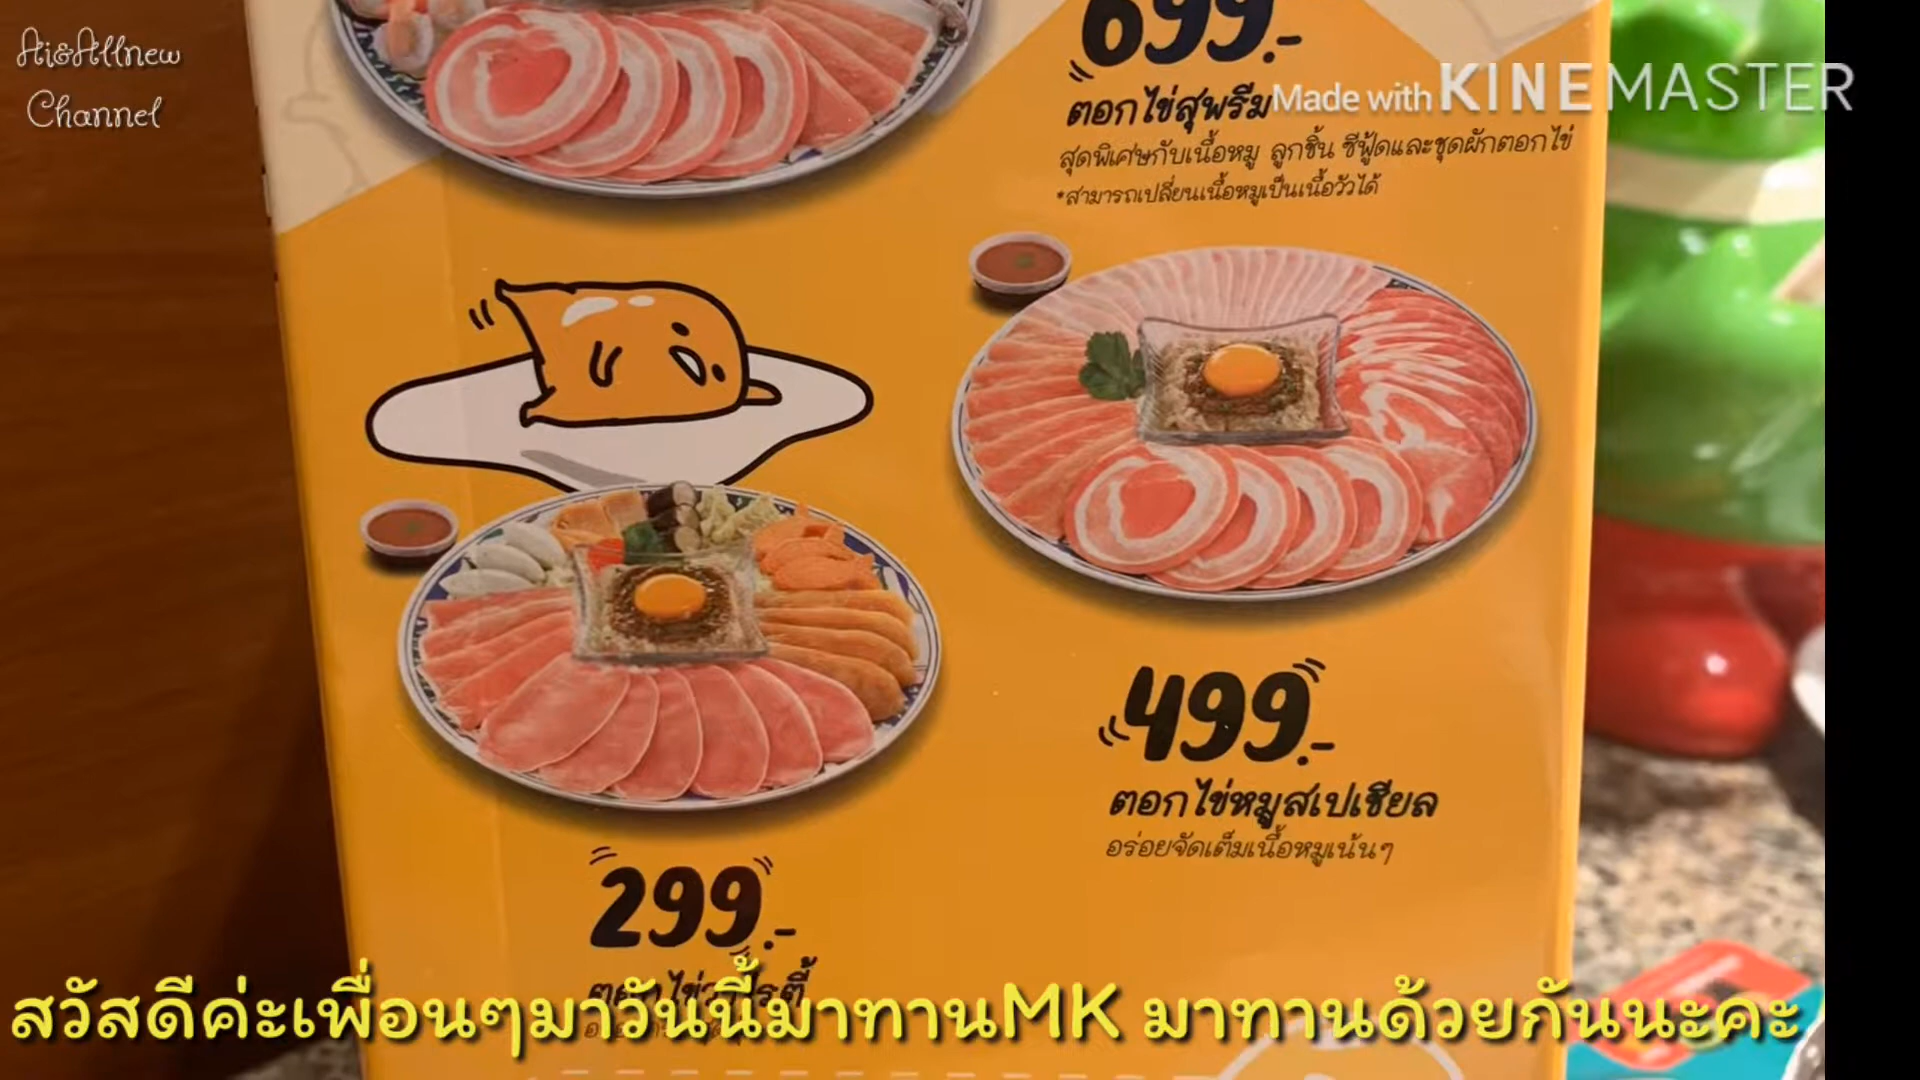 Ai&Allnew
Channel
699.-
Made with KINEMASTER
ตอกไข่สุพรีม
สุดพิเศษกับเนื้อหมู ลูกชิ้น ซีฟู้ดและชุดผักตอกไข่
*สามารถเปลี่ยนเนื้อหมูเป็นเนื้อวัวได้
499.-
ตอกไข่หมูสเปเชียล
อร่อยจัดเต็มเนื้อหมูเน้นๆ
299.-
สวัสดีค่ะเพื่อนๆมาวันนี้มาทานMK มาทานด้วยกันนะคะ